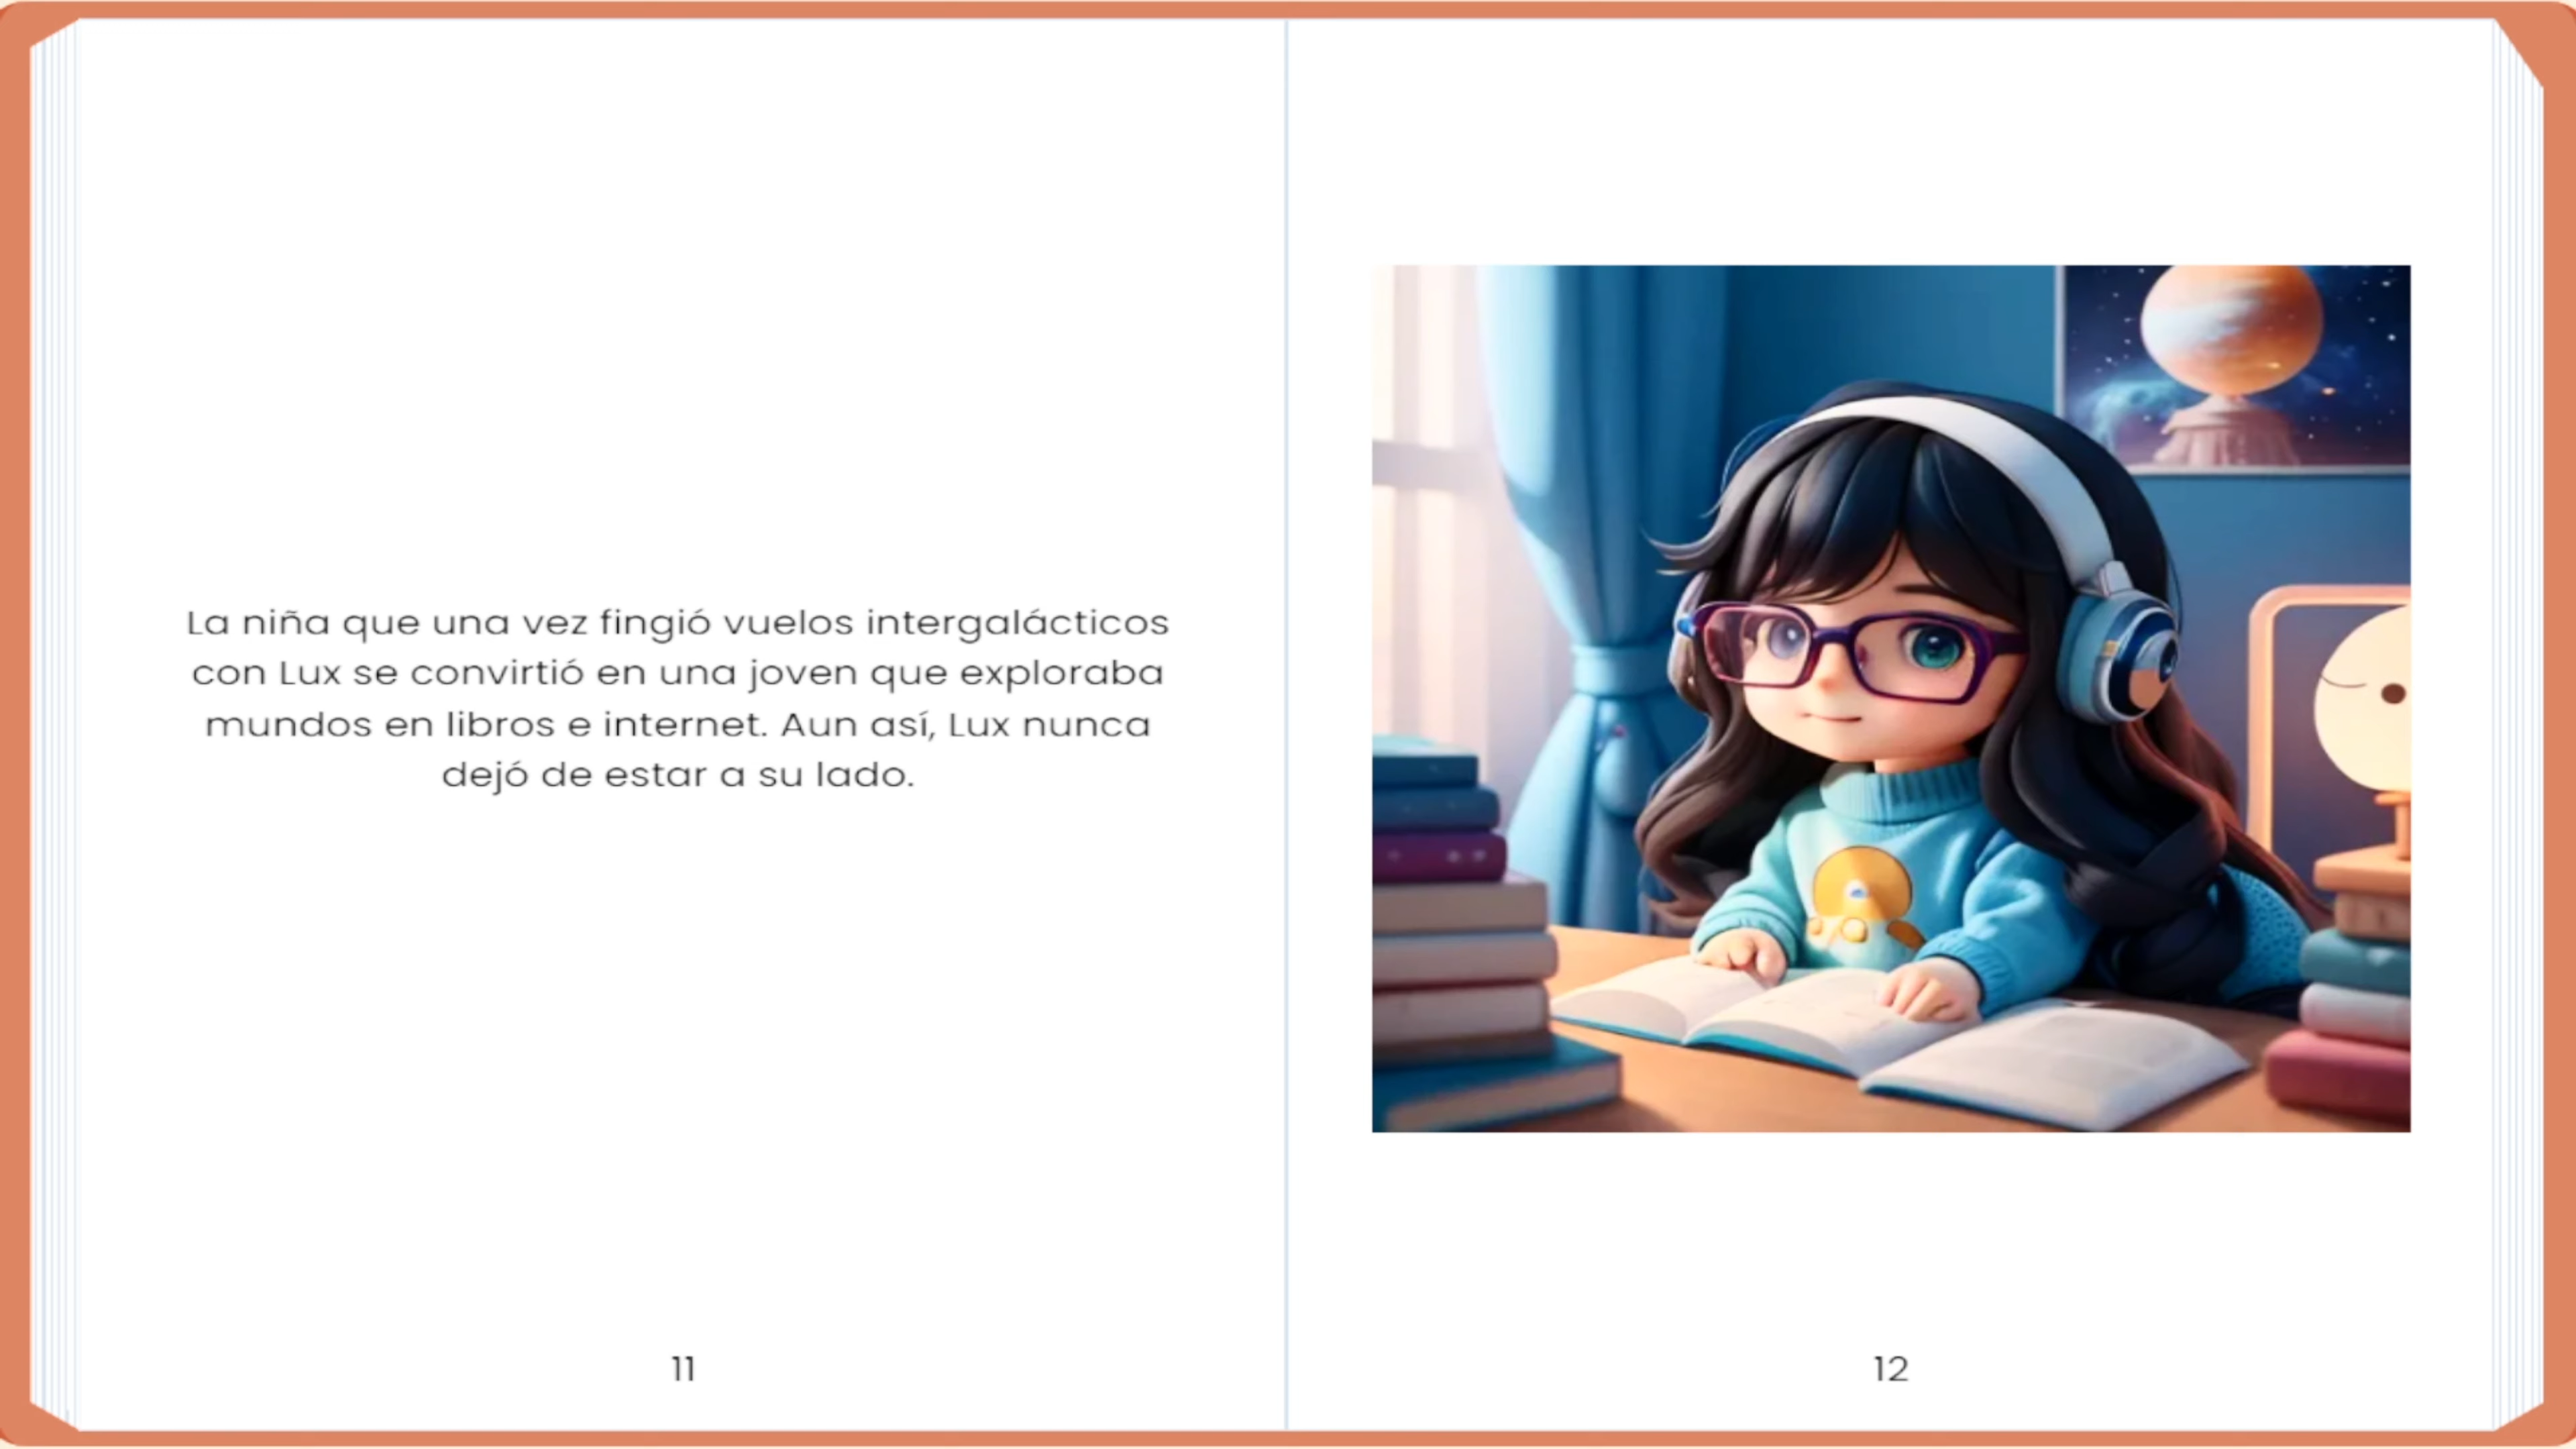 La niña que una vez fingió vuelos intergalácticos
con Lux se convirtió en una joven que exploraba
mundos en libros e internet. Aun así, Lux nunca
dejó de estar a su lado.
11
12